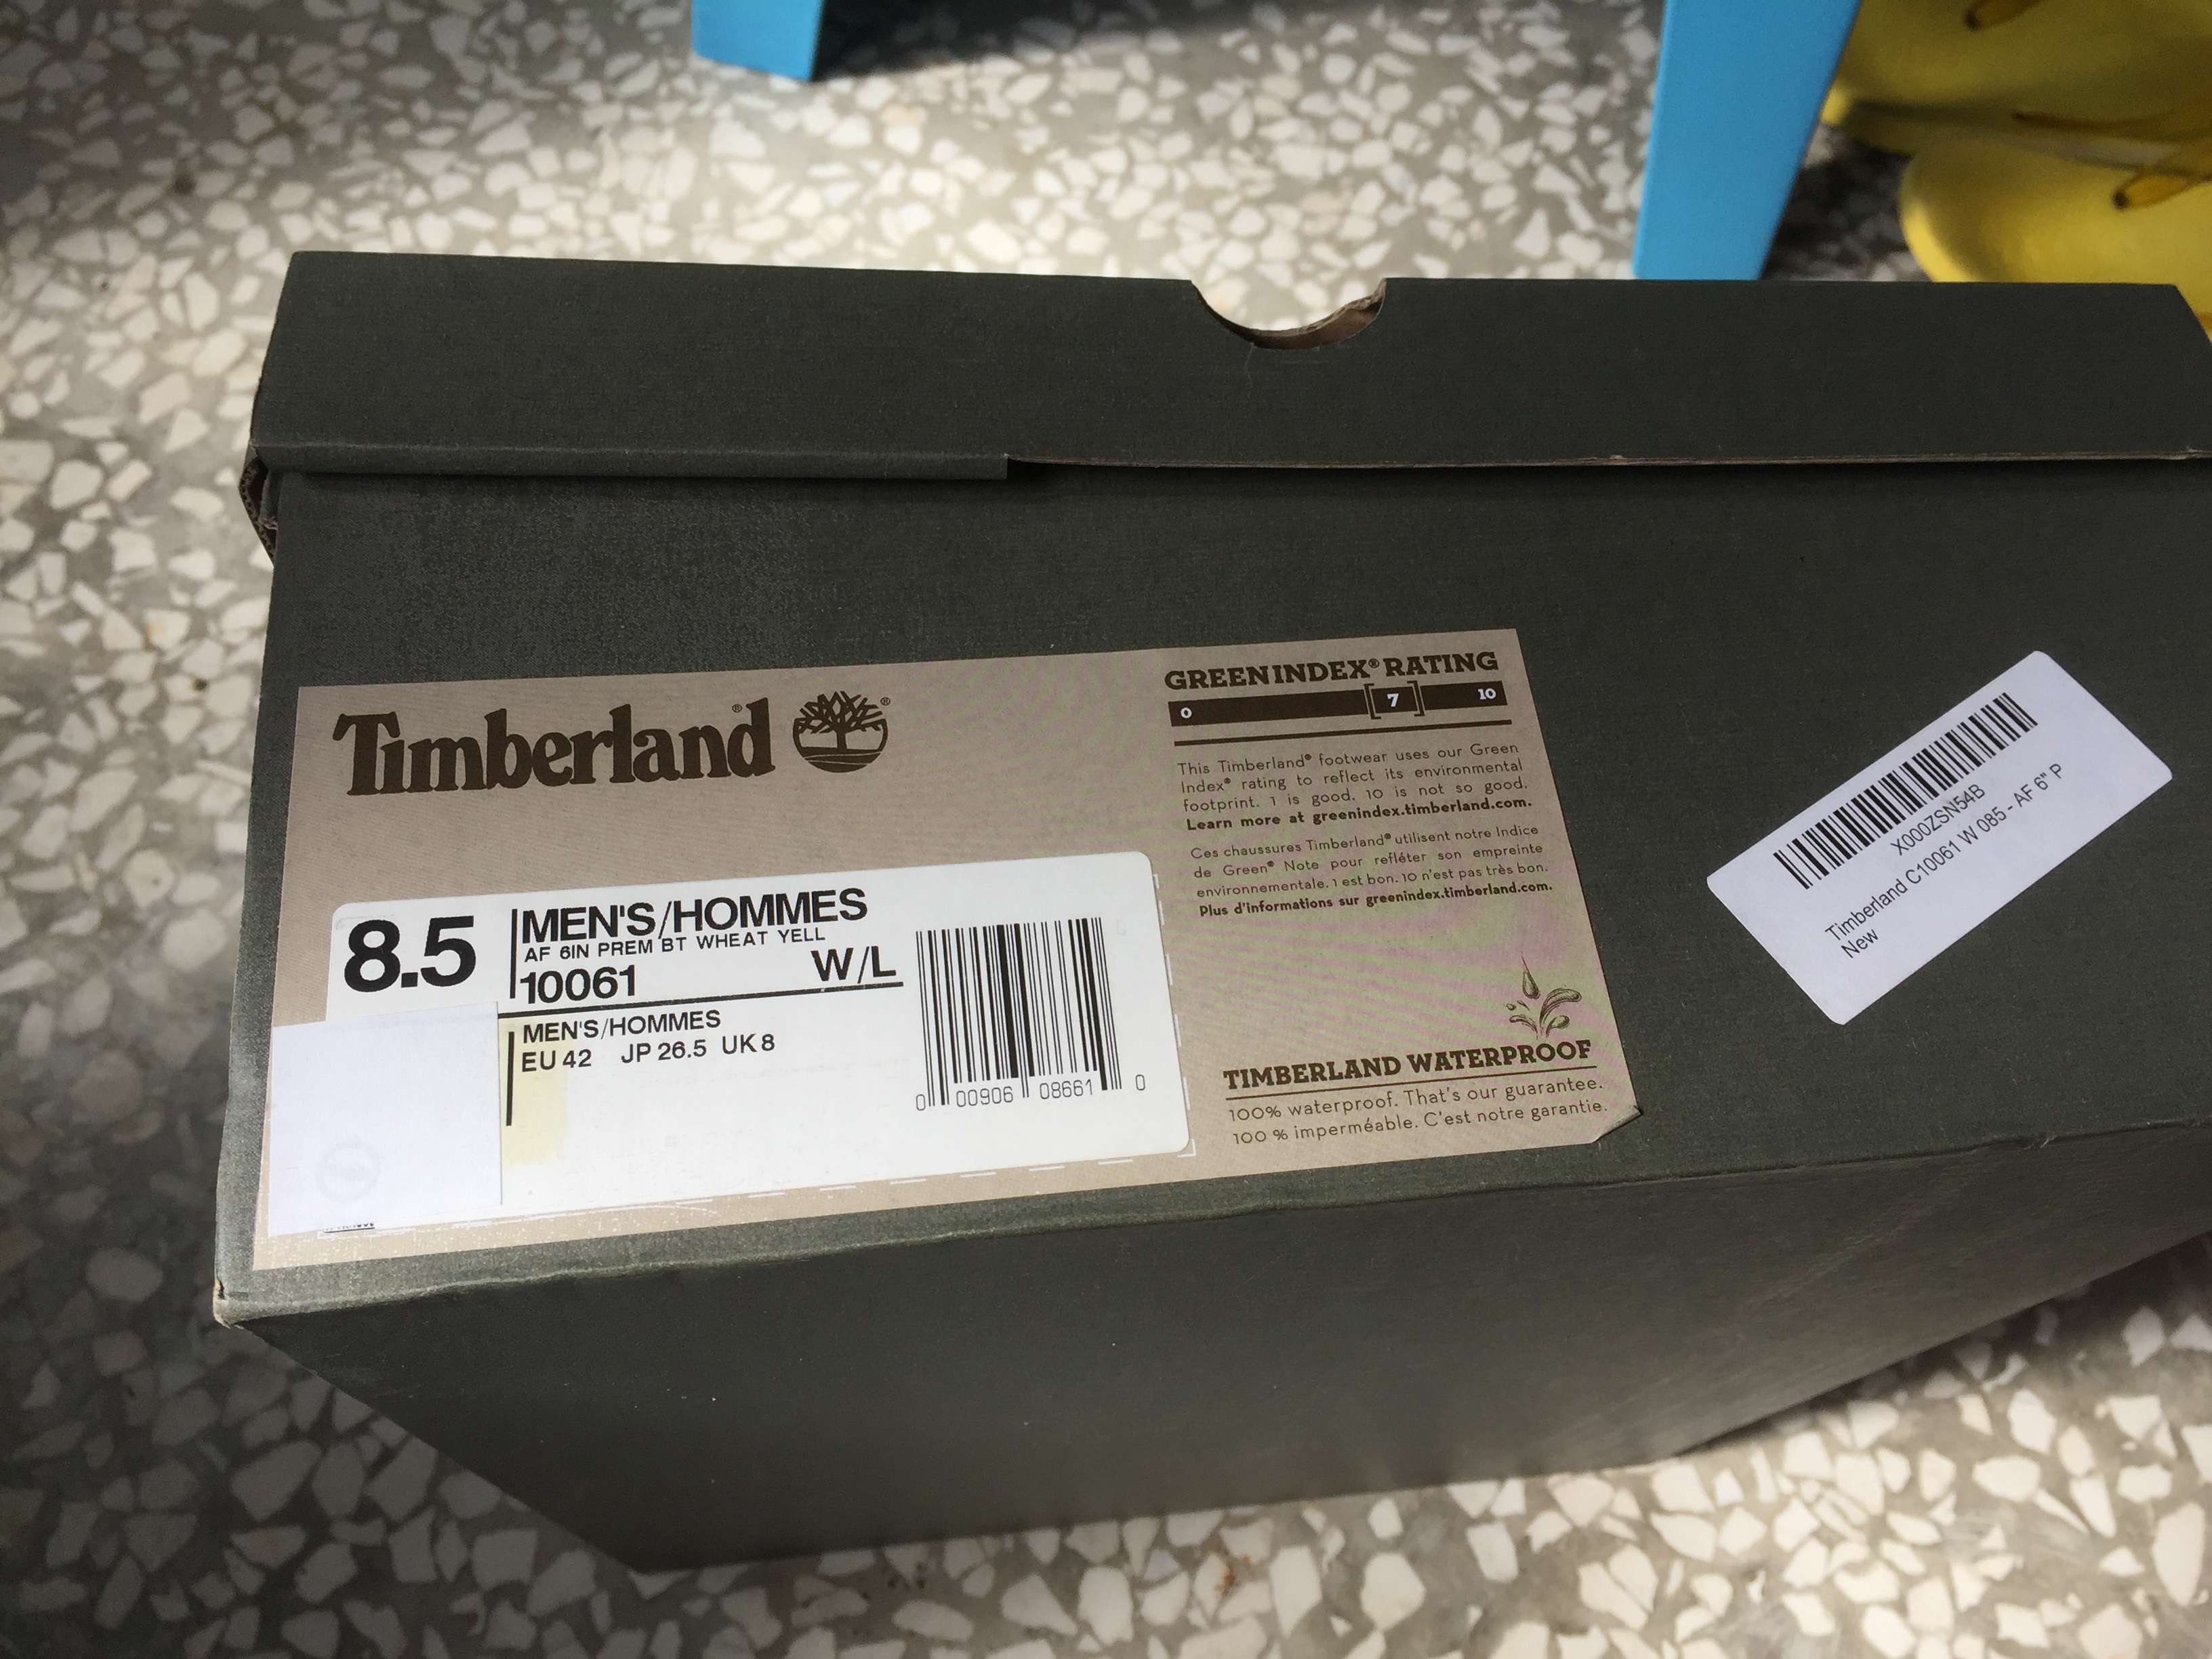 Timberland®
®
GREEN INDEX® RATING
0 7 10
This Timberland® footwear uses our Green
Index® rating to reflect its environmental
footprint. 1 is good. 10 is not so good.
Learn more at greenindex.timberland.com.
Ces chaussures Timberland® utilisent notre Indice
de Green® Note pour refléter son empreinte
environnementale. 1 est bon. 10 n'est pas très bon.
Plus d'informations sur greenindex.timberland.com.
8.5
MEN'S/HOMMES
AF 6IN PREM BT WHEAT YELL
10061 W/L
MEN'S/HOMMES
EU 42 JP 26.5 UK 8
0 00906 08661 0
TIMBERLAND WATERPROOF
100% waterproof. That's our guarantee.
100 % imperméable. C'est notre garantie.
X000ZSN54B
Timberland C10061 W 085 - AF 6" P
New